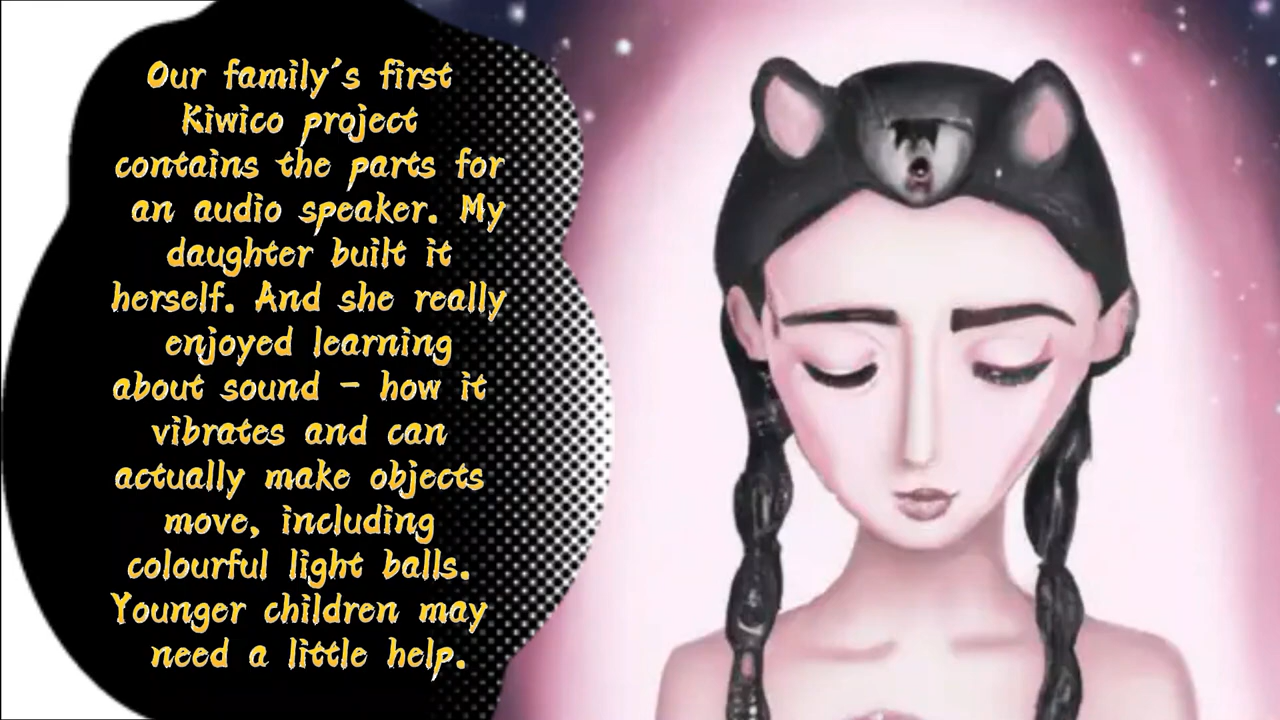 Our family's first
Kiwico project
contains the parts for
an audio speaker. My
daughter built it
herself. And she really
enjoyed learning
about sound – how it
vibrates and can
actually make objects
move, including
colourful light balls.
Younger children may
need a little help.